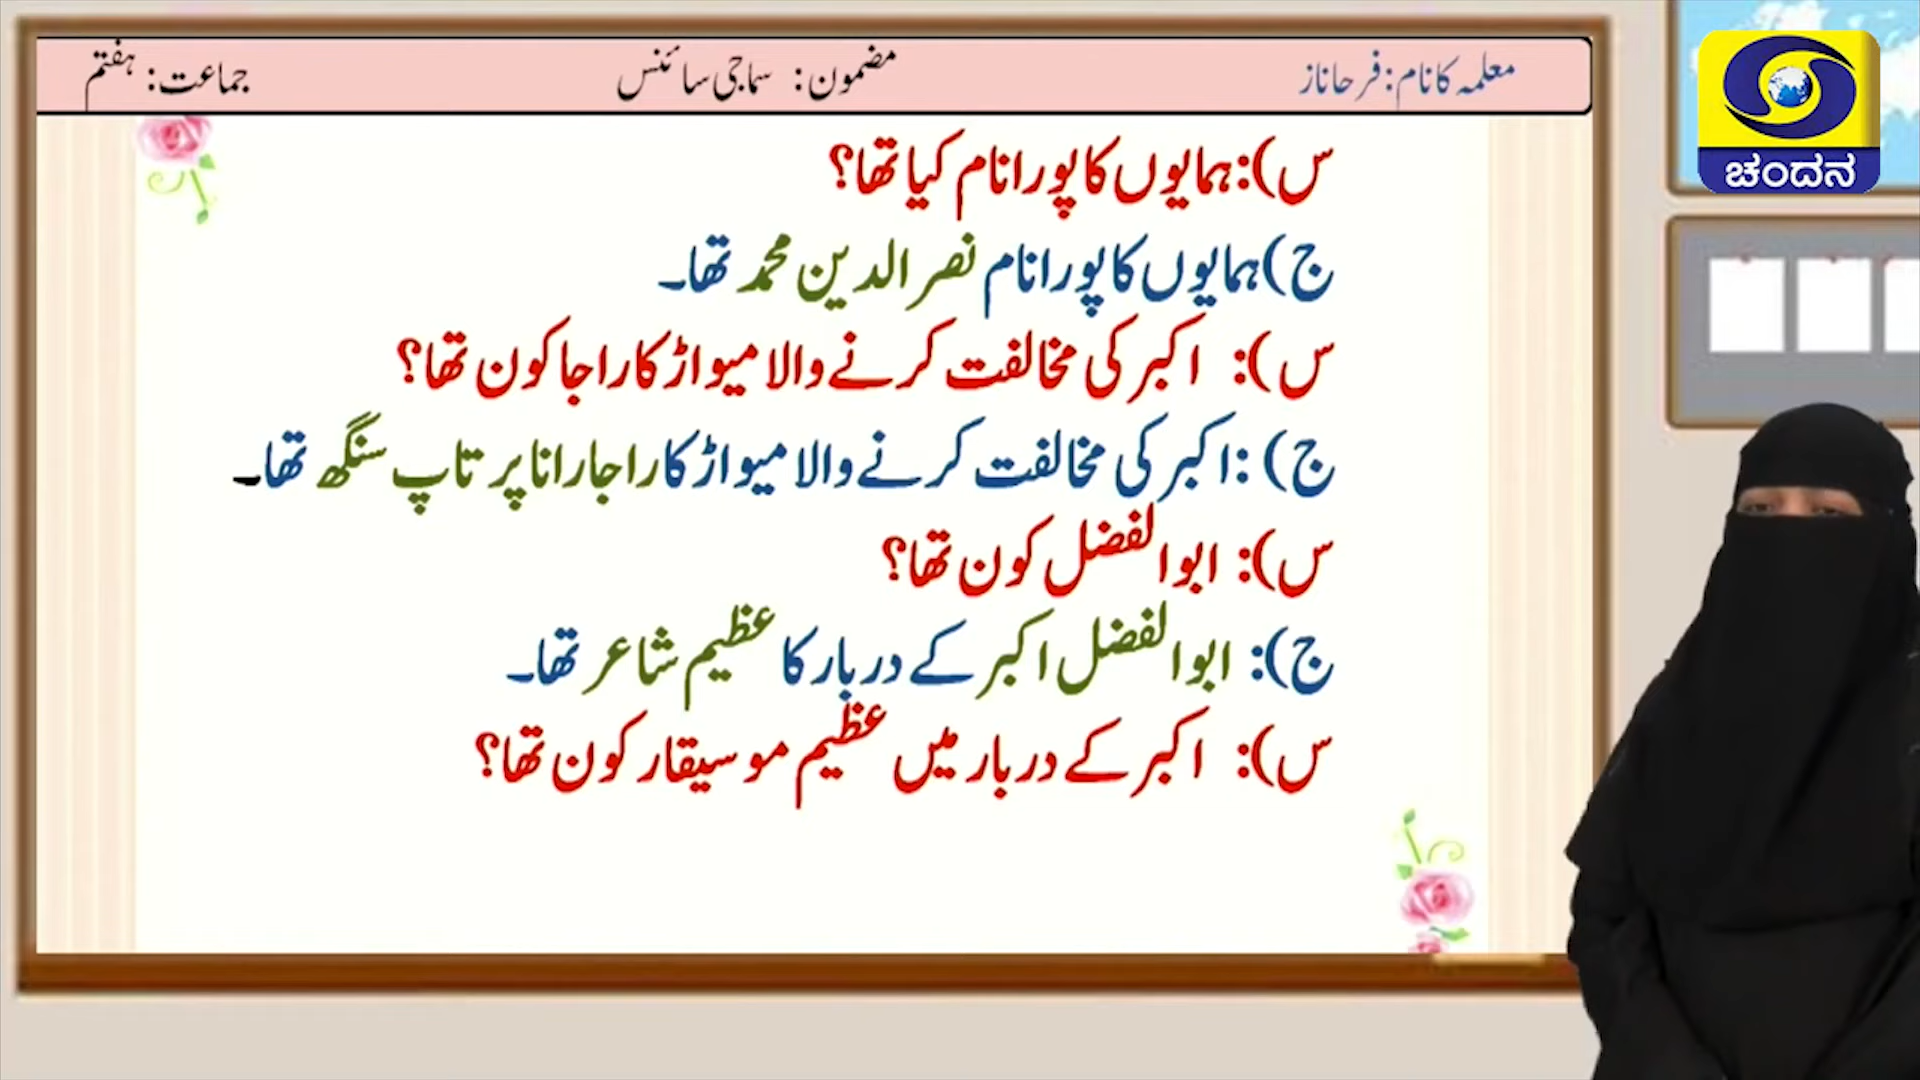 معلمہ کا نام: فرحاناز مضمون: سماجی سائنس جماعت: ہفتم
ಚಂದನ
س): ہمایوں کا پورا نام کیا تھا؟
ج) ہمایوں کا پورا نام نصر الدین محمد تھا۔
س): اکبر کی مخالفت کرنے والا میواڑ کا راجا کون تھا؟
ج) : اکبر کی مخالفت کرنے والا میواڑ کا راجا رانا پرتاپ سنگھ تھا۔
س): ابوالفضل کون تھا؟
ج): ابوالفضل اکبر کے دربار کا عظیم شاعر تھا۔
س): اکبر کے دربار میں عظیم موسیقار کون تھا؟